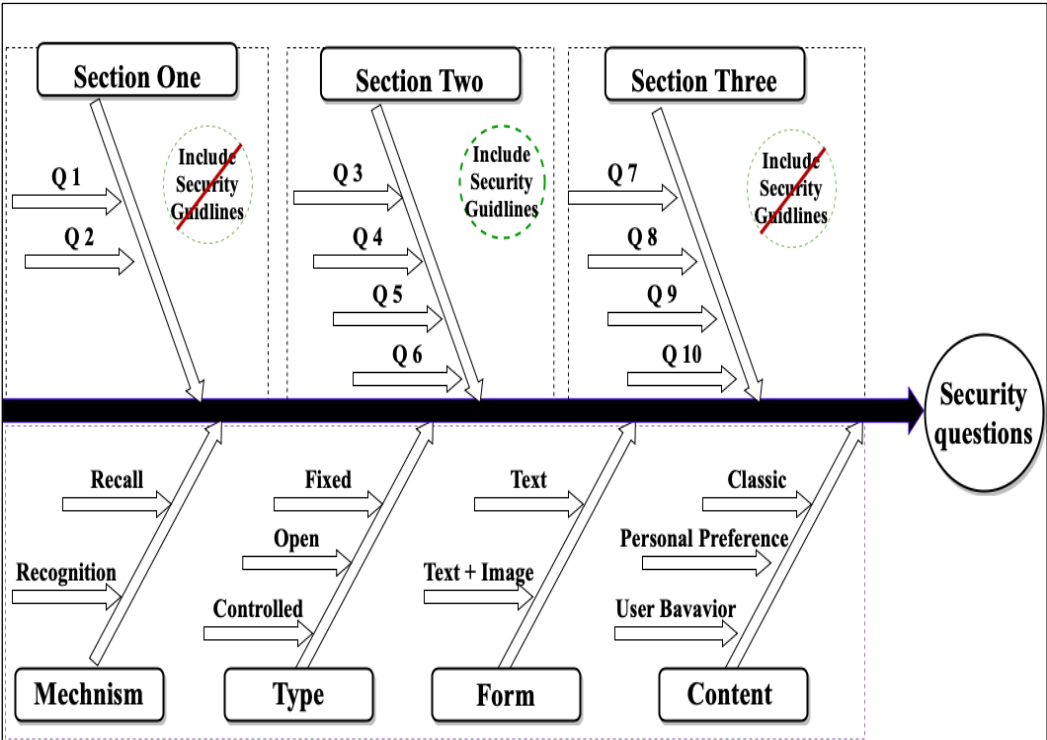 Section One
Include
Security
Guidlines
Q 1
Q 2
Section Two
Include
Security
Guidlines
Q 3
Q 4
Q 5
Q 6
Section Three
Include
Security
Guidlines
Q 7
Q 8
Q 9
Q 10
Security
questions
Recall
Recognition
Mechnism
Fixed
Open
Controlled
Type
Text
Text + Image
Form
Classic
Personal Preference
User Bavavior
Content